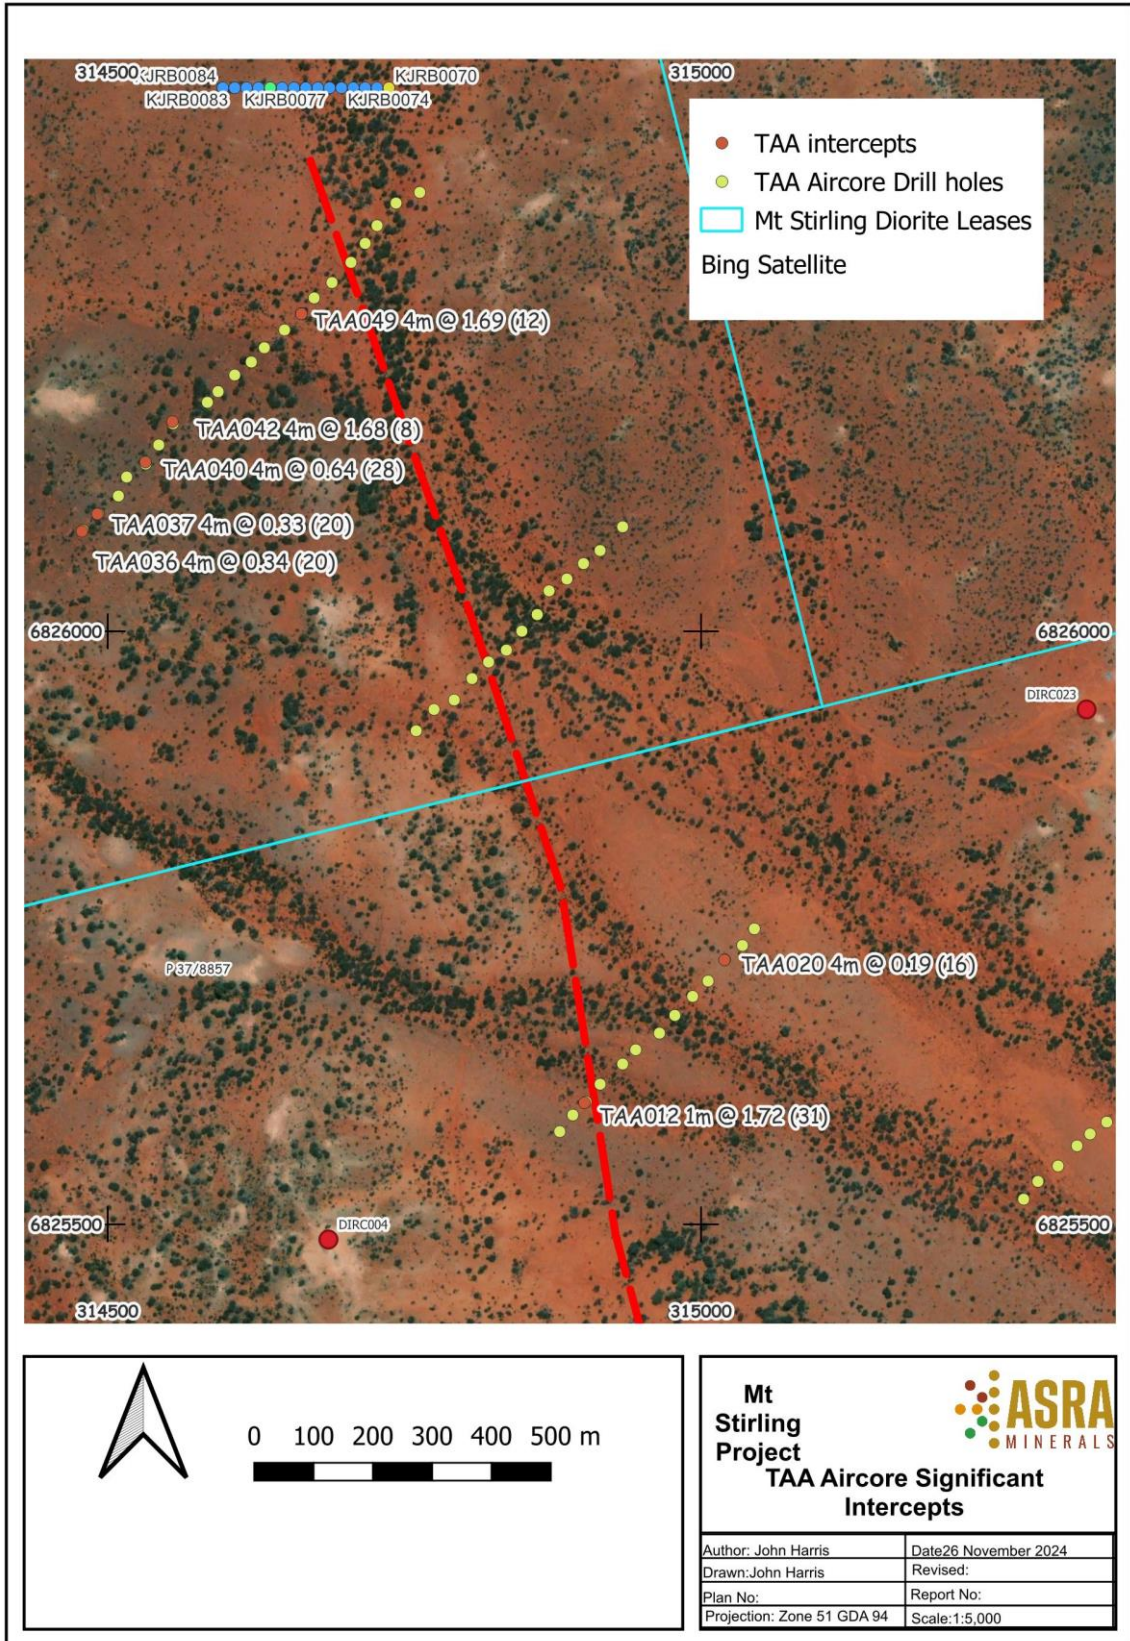 314500
KJRB0084
KJRB0070
315000
KJRB0083
KJRB0077
KJRB0074
TAA intercepts
TAA Aircore Drill holes
Mt Stirling Diorite Leases
Bing Satellite
TAA049 4m @ 1.69 (12)
TAA042 4m @ 1.68 (8)
TAA040 4m @ 0.64 (28)
TAA037 4m @ 0.33 (20)
TAA036 4m @ 0.34 (20)
6826000
6826000
DIRC023
P37/8857
TAA020 4m @ 0.19 (16)
TAA012 1m @ 1.72 (31)
6825500
DIRC004
6825500
314500
315000
0 100 200 300 400 500 m
Mt
Stirling
Project
ASRA
MINERALS
TAA Aircore Significant
Intercepts
Author: John Harris
Date26 November 2024
Drawn:John Harris
Revised:
Plan No:
Report No:
Projection: Zone 51 GDA 94
Scale:1:5,000